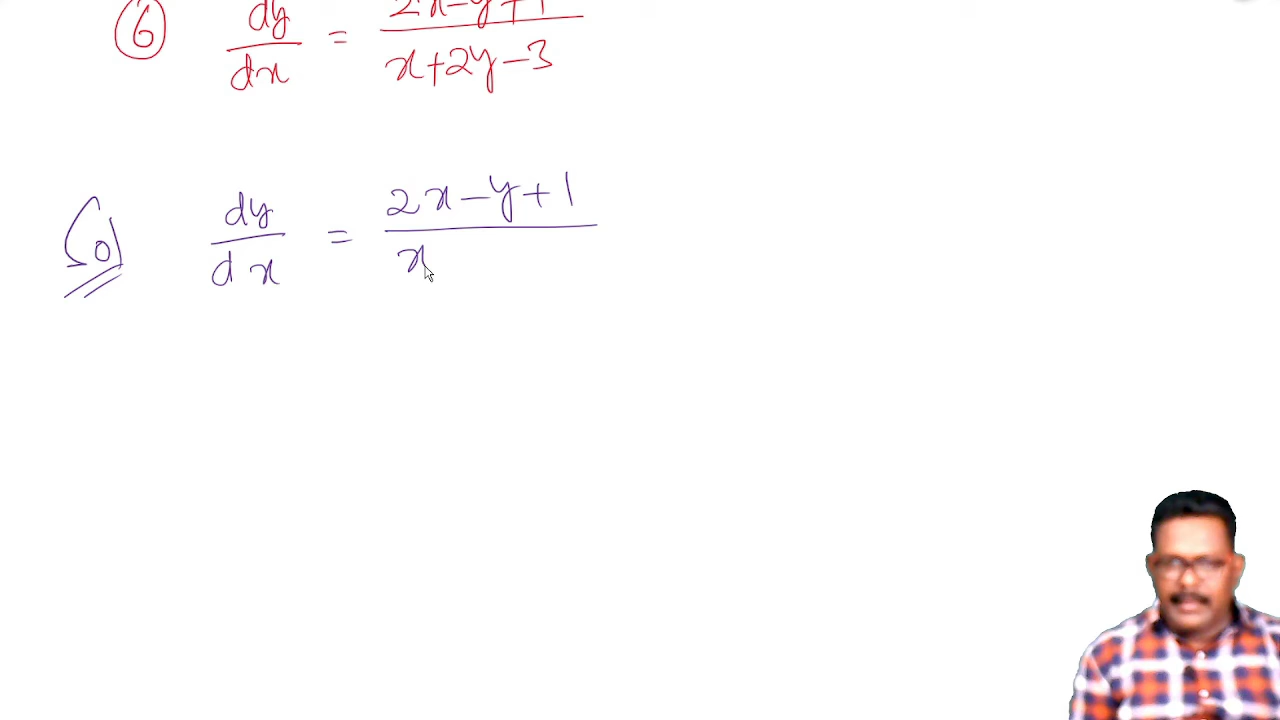 ⑥ dy/dx = 2x-y+1/x+2y-3
Sol dy/dx = 2x-y+1/x